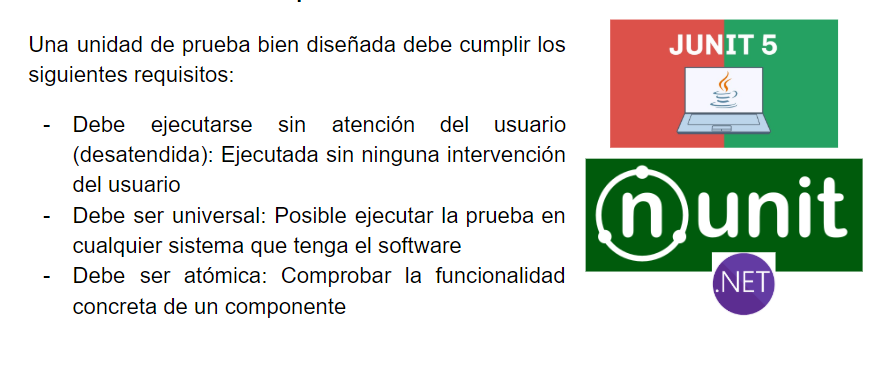 Una unidad de prueba bien diseñada debe cumplir los
siguientes requisitos:
- Debe ejecutarse sin atención del usuario
(desatendida): Ejecutada sin ninguna intervención
del usuario
- Debe ser universal: Posible ejecutar la prueba en
cualquier sistema que tenga el software
- Debe ser atómica: Comprobar la funcionalidad
concreta de un componente
JUNIT 5
nunit
.NET